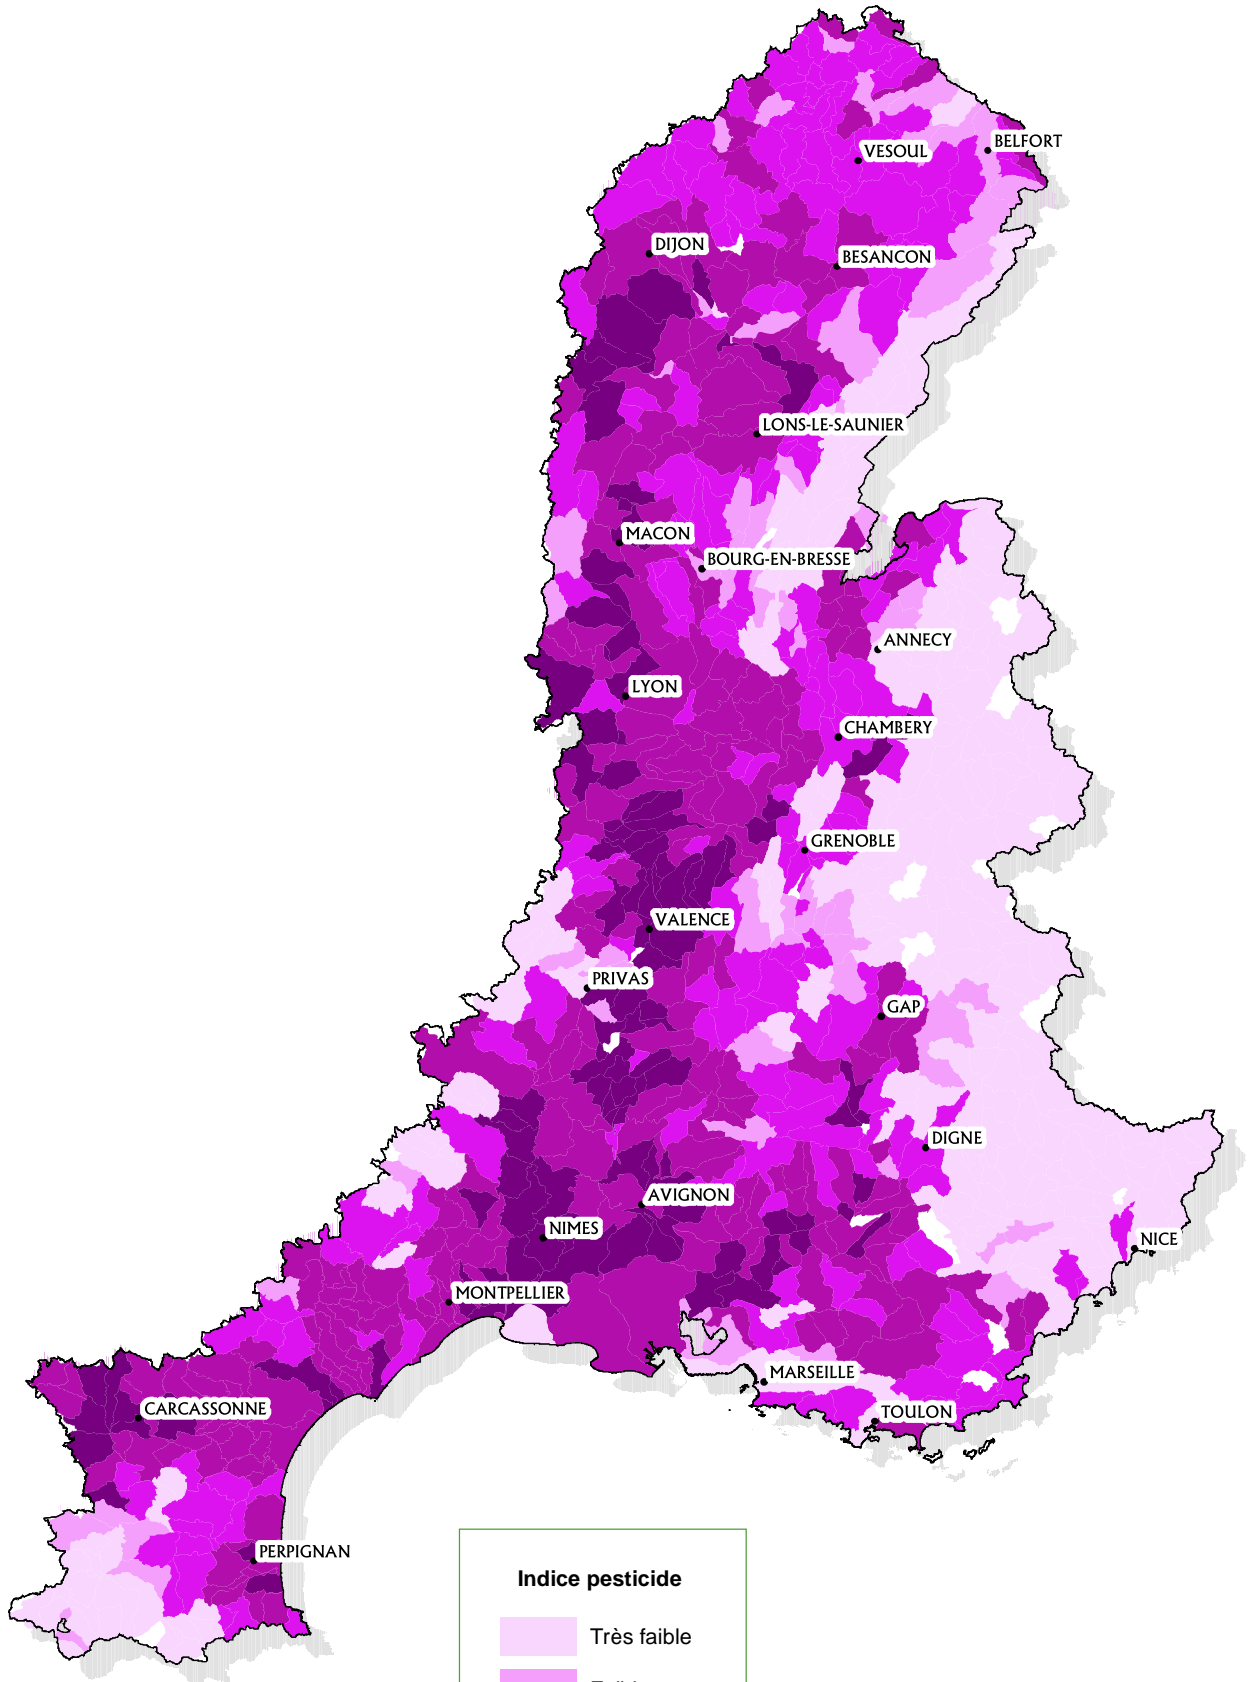 BELFORT
VESOUL
DIJON
BESANCON
LONS-LE-SAUNIER
MACON
BOURG-EN-BRESSE
ANNECY
LYON
CHAMBERY
GRENOBLE
VALENCE
PRIVAS
GAP
DIGNE
AVIGNON
NIMES
NICE
MONTPELLIER
MARSEILLE
CARCASSONNE
TOULON
PERPIGNAN
Indice pesticide
Très faible